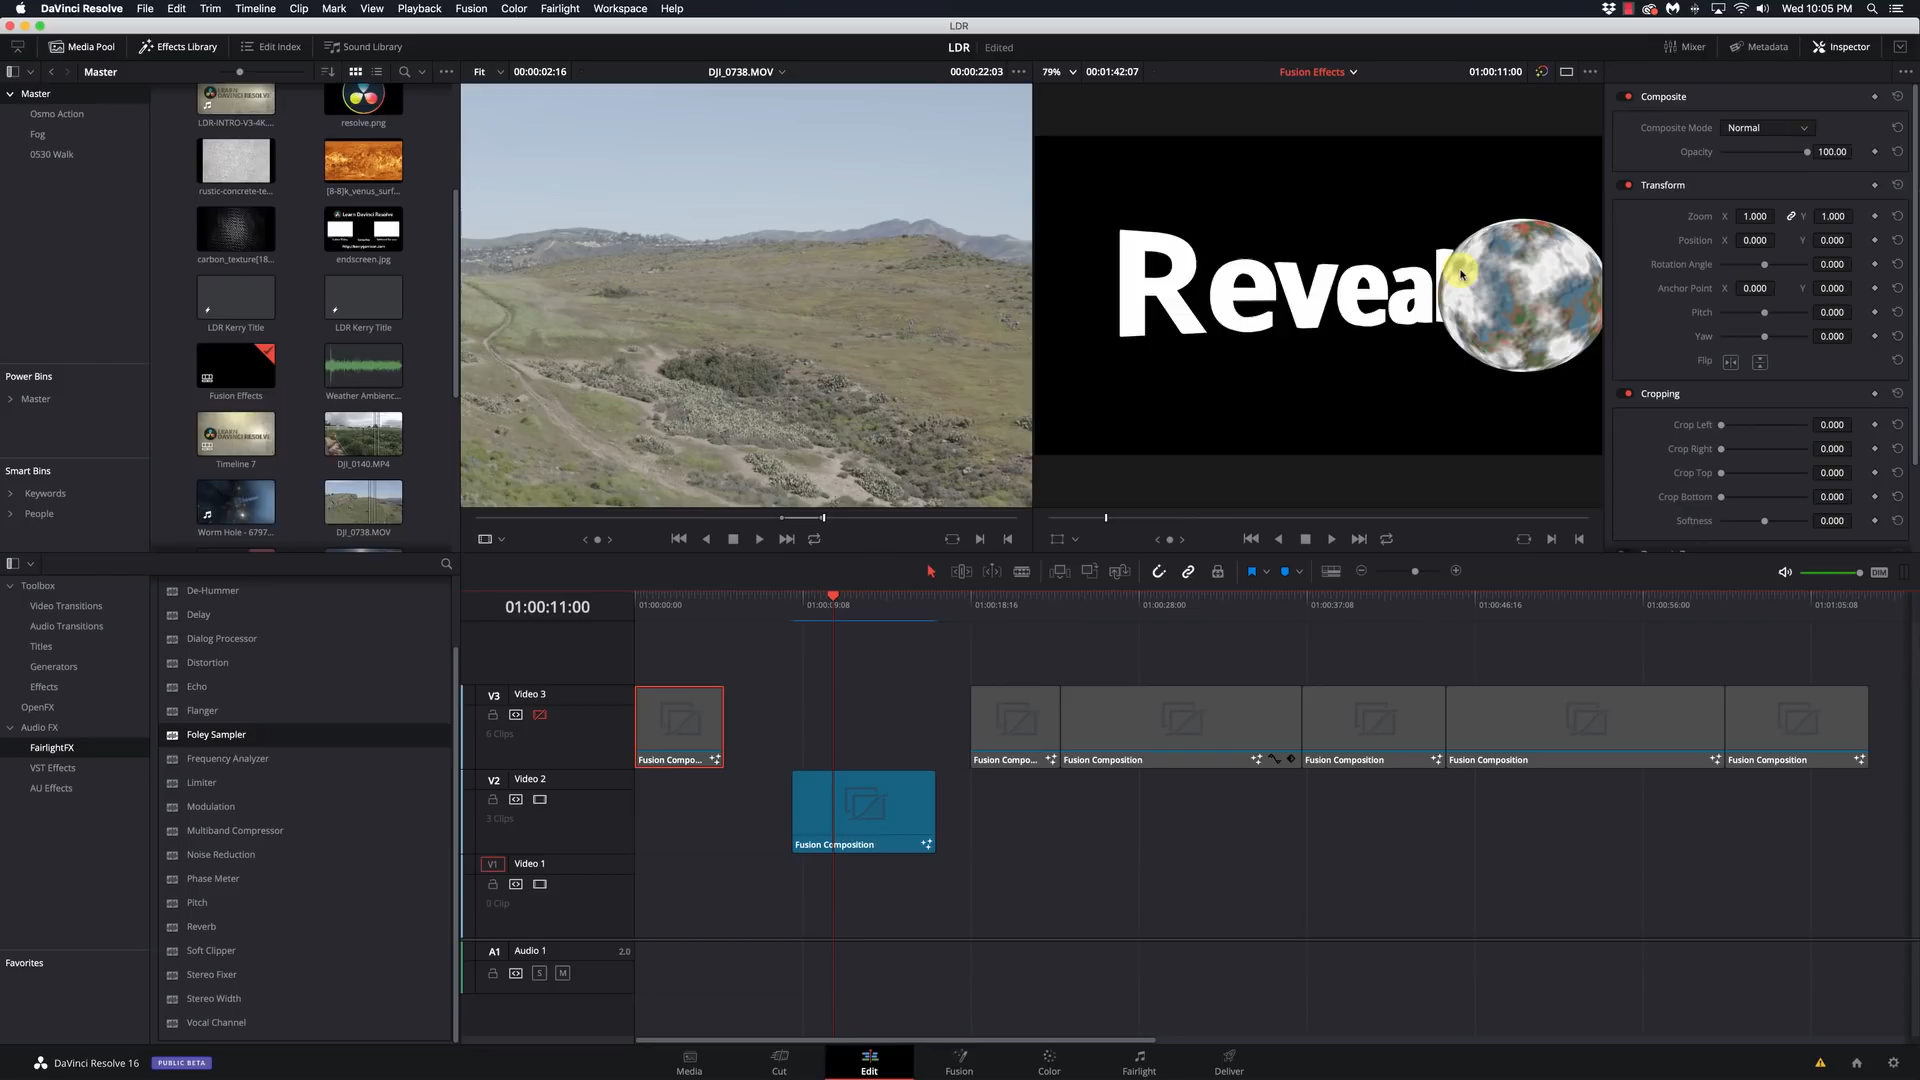 DaVinci Resolve File Edit Trim Timeline Clip Mark View Playback Fusion Color Fairlight Workspace Help Wed 10:05 PM
LDR
Media Pool Effects Library Edit Index Sound Library LDR Edited Mixer Metadata Inspector
Master Fit 00:00:02:16 DJI_0738.MOV 00:00:22:03 79% 00:01:42:07 Fusion Effects 01:00:11:00
Master
Osmo Action
Fog
0530 Walk
Power Bins
Master
Smart Bins
Keywords
People
LDR-INTRO-V3-4K... resolve.png
rustic-concrete-te... [8-8]k_venus_surf...
Learn Davinci Resolve
carbon_texture[18... endscreen.jpg
LDR Kerry Title LDR Kerry Title
Fusion Effects Weather Ambienc...
Timeline 7 DJI_0140.MP4
Worm Hole - 6797... DJI_0738.MOV
Reveal
Composite
Composite Mode Normal
Opacity 100.00
Transform
Zoom X 1.000 Y 1.000
Position X 0.000 Y 0.000
Rotation Angle 0.000
Anchor Point X 0.000 Y 0.000
Pitch 0.000
Yaw 0.000
Flip
Cropping
Crop Left 0.000
Crop Right 0.000
Crop Top 0.000
Crop Bottom 0.000
Softness 0.000
Toolbox
Video Transitions
Audio Transitions
Titles
Generators
Effects
OpenFX
Audio FX
FairlightFX
VST Effects
AU Effects
Favorites
De-Hummer
Delay
Dialog Processor
Distortion
Echo
Flanger
Foley Sampler
Frequency Analyzer
Limiter
Modulation
Multiband Compressor
Noise Reduction
Phase Meter
Pitch
Reverb
Soft Clipper
Stereo Fixer
Stereo Width
Vocal Channel
DIM
01:00:11:00 01:00:00:00 01:00:09:08 01:00:18:16 01:00:28:00 01:00:37:08 01:00:46:16 01:00:56:00 01:01:05:08
V3 Video 3
6 Clips
Fusion Compo... Fusion Compo... Fusion Composition Fusion Composition Fusion Composition Fusion Composition
V2 Video 2
3 Clips
Fusion Composition
V1 Video 1
0 Clip
A1 Audio 1 2.0
S M
DaVinci Resolve 16 PUBLIC BETA
Media Cut Edit Fusion Color Fairlight Deliver